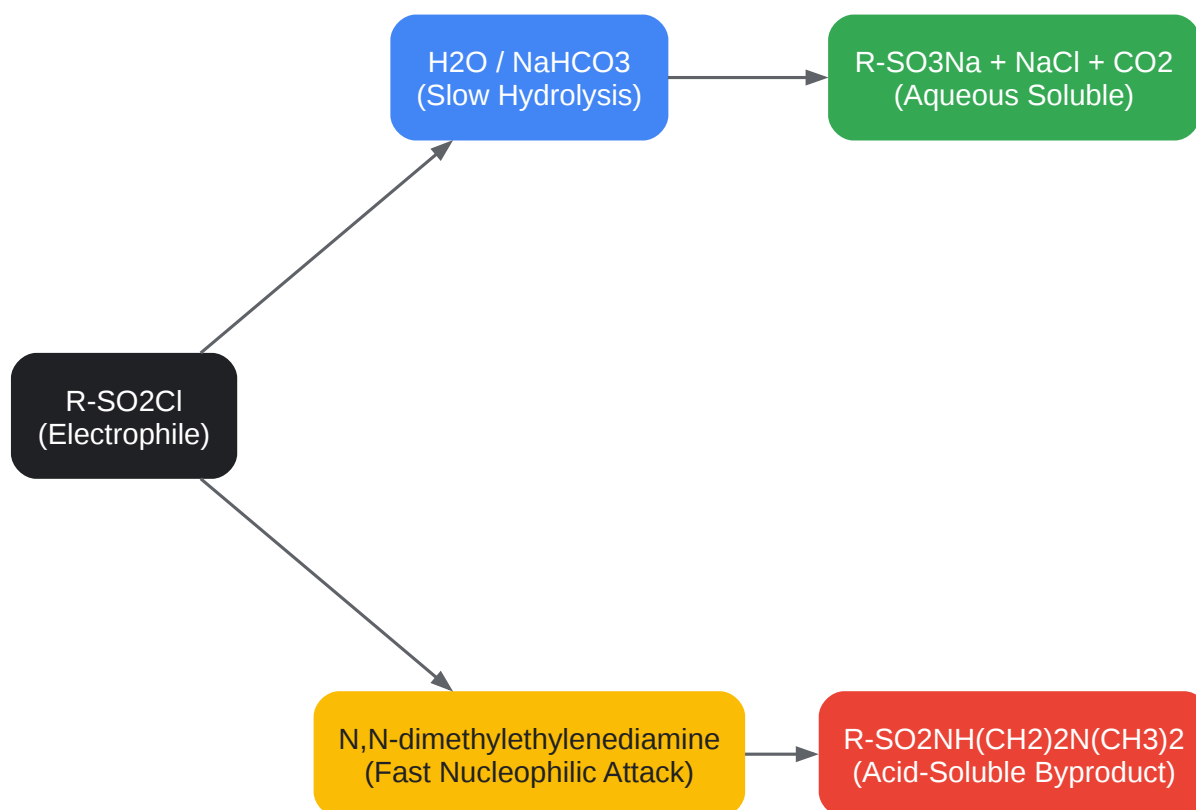 H2O / NaHCO3
(Slow Hydrolysis)
R-SO3Na + NaCl + CO2
(Aqueous Soluble)
R-SO2Cl
(Electrophile)
N,N-dimethylethylenediamine
(Fast Nucleophilic Attack)
R-SO2NH(CH2)2N(CH3)2
(Acid-Soluble Byproduct)